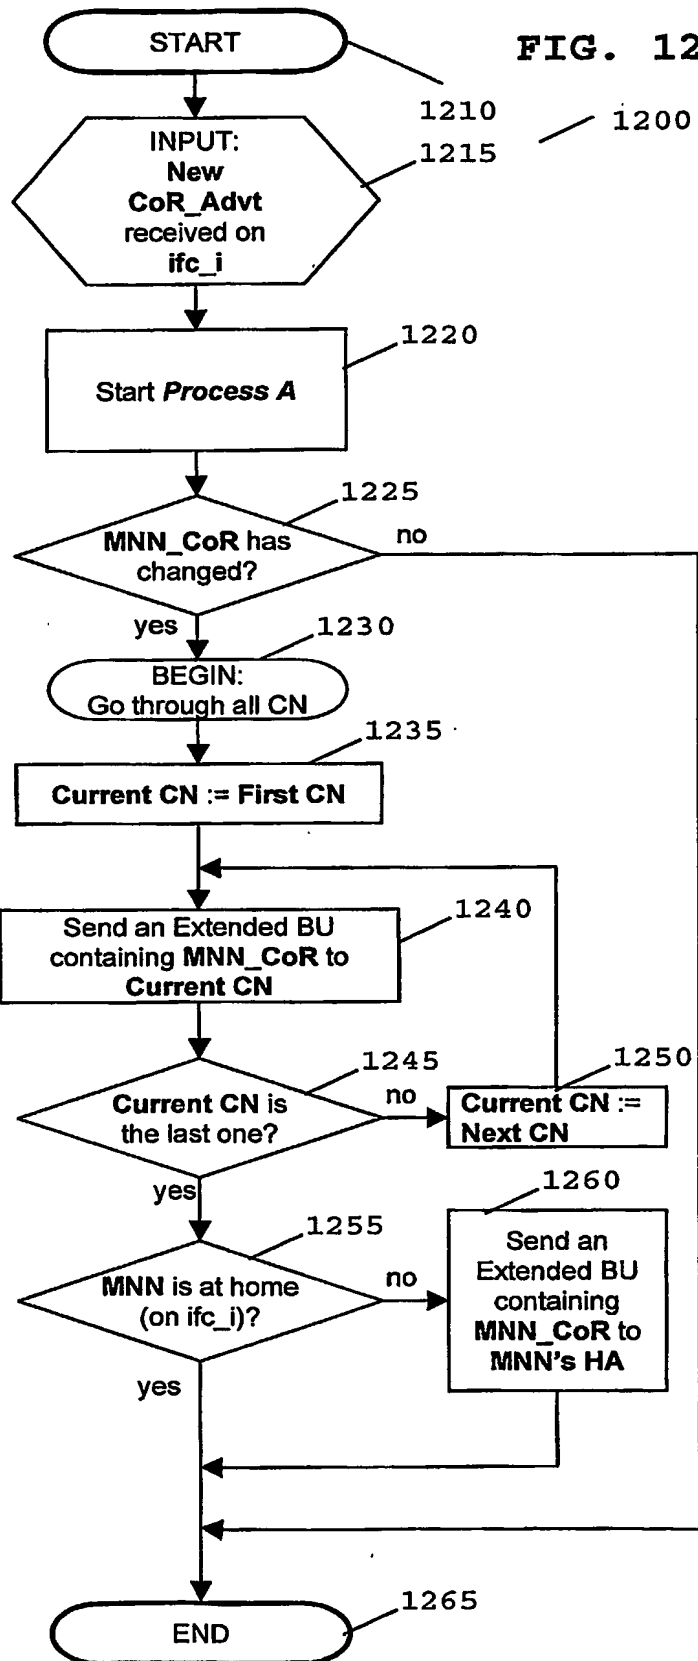 START
FIG. 12
1210
1200
INPUT:
New
CoR_Advt
received on
ifc_i
1215
1220
Start Process A
1225
MNN_CoR has
changed?
no
yes
1230
BEGIN:
Go through all CN
1235
Current CN := First CN
1240
Send an Extended BU
containing MNN_CoR to
Current CN
1245
Current CN is
the last one?
no
1250
Current CN :=
Next CN
yes
1255
MNN is at home
(on ifc_i)?
no
1260
Send an
Extended BU
containing
MNN_CoR to
MNN's HA
yes
1265
END